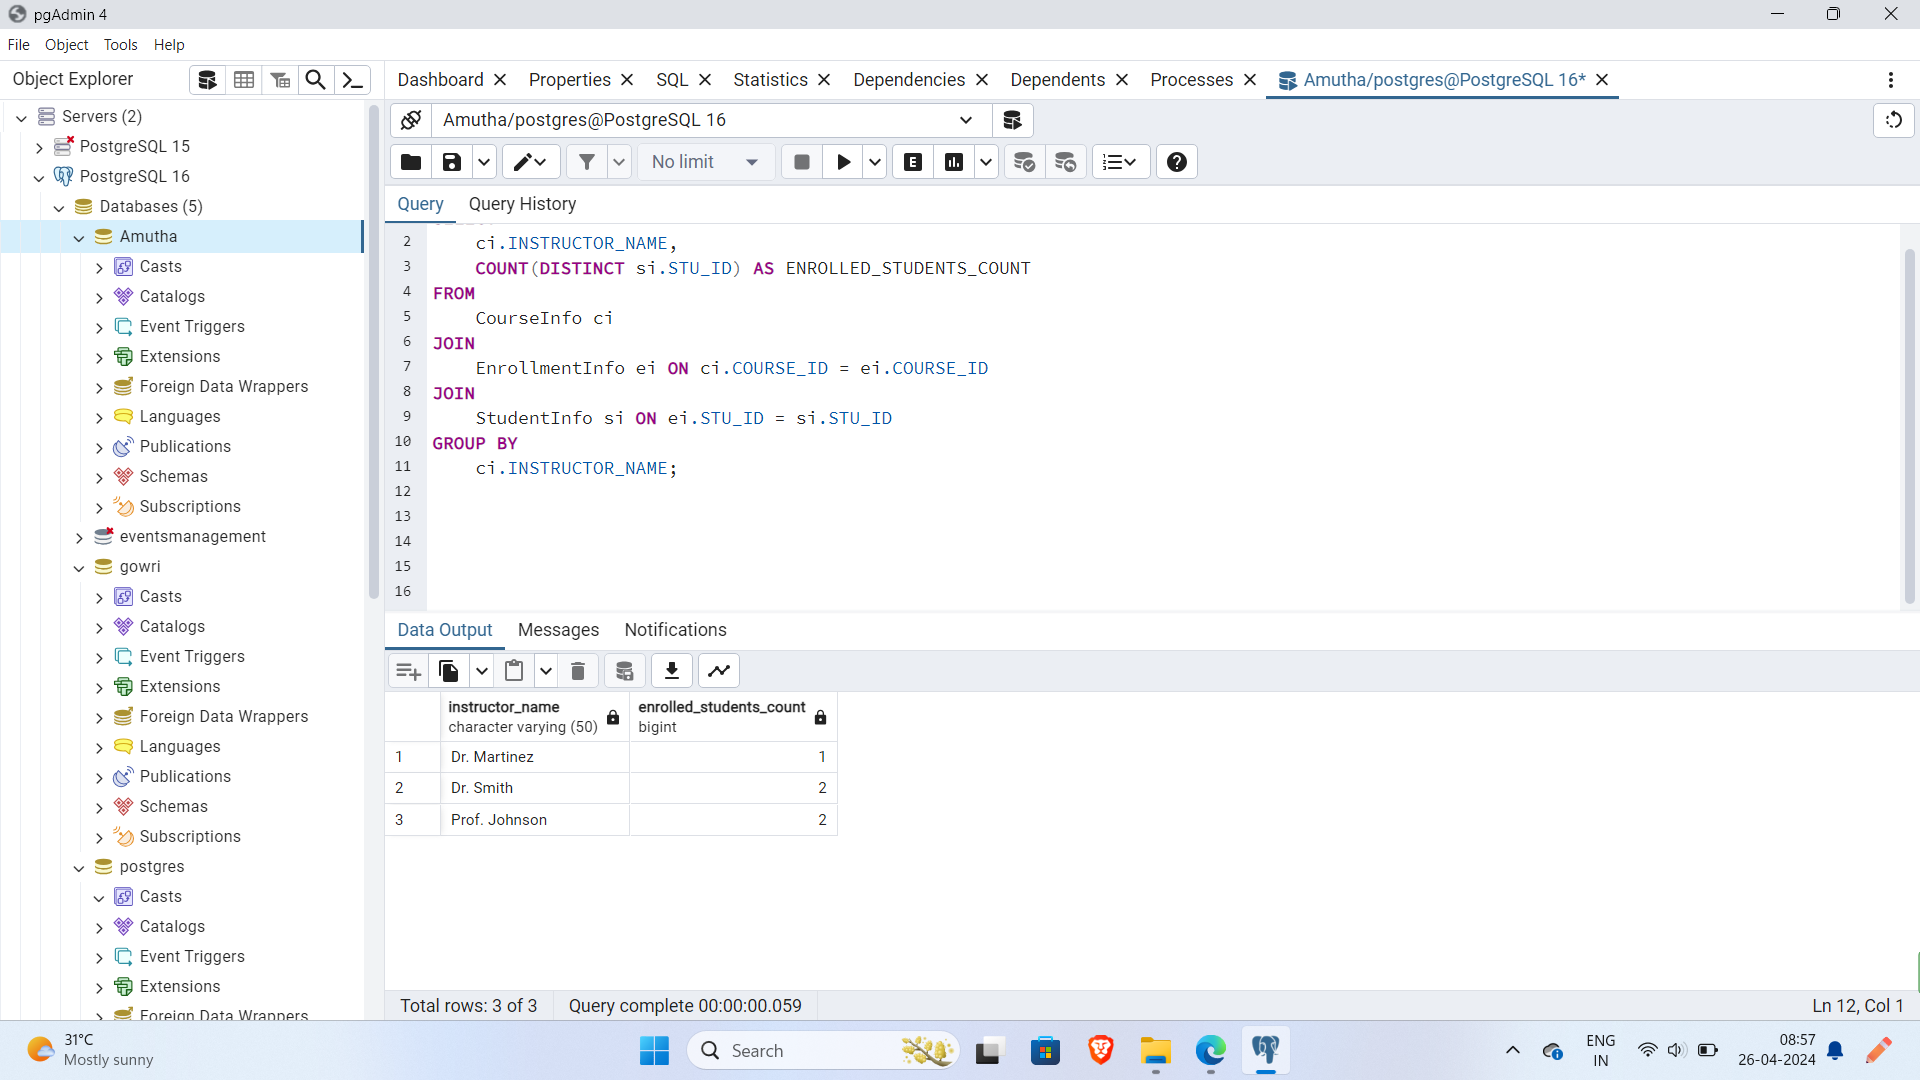 pgAdmin 4
File Object Tools Help
Object Explorer
Dashboard Properties SQL Statistics Dependencies Dependents Processes Amutha/postgres@PostgreSQL 16*
Servers (2)
PostgreSQL 15
PostgreSQL 16
Databases (5)
Amutha
Casts
Catalogs
Event Triggers
Extensions
Foreign Data Wrappers
Languages
Publications
Schemas
Subscriptions
eventsmanagement
gowri
Casts
Catalogs
Event Triggers
Extensions
Foreign Data Wrappers
Languages
Publications
Schemas
Subscriptions
postgres
Casts
Catalogs
Event Triggers
Extensions
Foreign Data Wrappers
Amutha/postgres@PostgreSQL 16
No limit
E
Query Query History
2 ci.INSTRUCTOR_NAME,
3 COUNT(DISTINCT si.STU_ID) AS ENROLLED_STUDENTS_COUNT
4 FROM
5 CourseInfo ci
6 JOIN
7 EnrollmentInfo ei ON ci.COURSE_ID = ei.COURSE_ID
8 JOIN
9 StudentInfo si ON ei.STU_ID = si.STU_ID
10 GROUP BY
11 ci.INSTRUCTOR_NAME;
12
13
14
15
16
Data Output Messages Notifications
instructor_name enrolled_students_count
character varying (50) bigint
1 Dr. Martinez 1
2 Dr. Smith 2
3 Prof. Johnson 2
Total rows: 3 of 3 Query complete 00:00:00.059 Ln 12, Col 1
31°C
Mostly sunny
Search
ENG
IN
08:57
26-04-2024